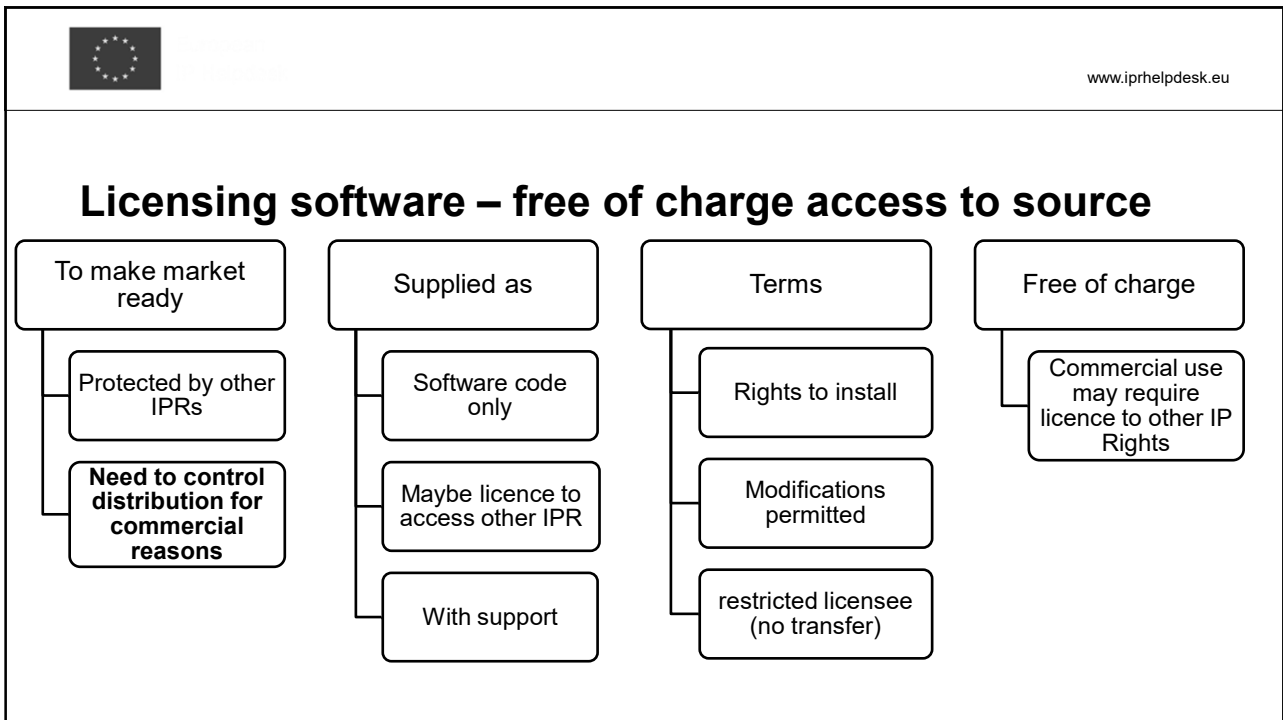 www.iprhelpdesk.eu
Licensing software – free of charge access to source
To make market
ready
Protected by other
IPRs
Need to control
distribution for
commercial
reasons
Supplied as
Software code
only
Maybe licence to
access other IPR
With support
Terms
Rights to install
Modifications
permitted
restricted licensee
(no transfer)
Free of charge
Commercial use
may require
licence to other IP
Rights